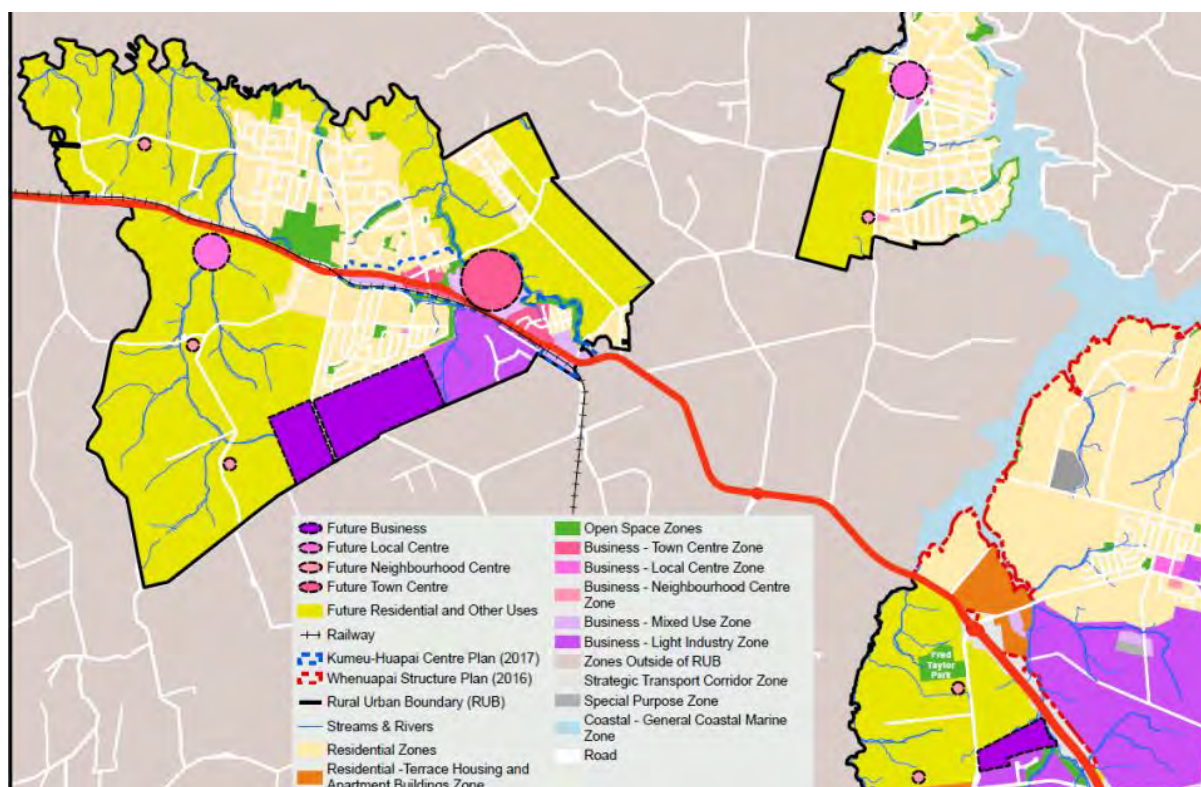 Fred
Taylor
Park
Future Business
Future Local Centre
Future Neighbourhood Centre
Future Town Centre
Future Residential and Other Uses
Railway
Kumeu-Huapai Centre Plan (2017)
Whenuapai Structure Plan (2016)
Rural Urban Boundary (RUB)
Streams & Rivers
Residential Zones
Residential -Terrace Housing and
Apartment Buildings Zone
Open Space Zones
Business - Town Centre Zone
Business - Local Centre Zone
Business - Neighbourhood Centre
Zone
Business - Mixed Use Zone
Business - Light Industry Zone
Zones Outside of RUB
Strategic Transport Corridor Zone
Special Purpose Zone
Coastal - General Coastal Marine
Zone
Road